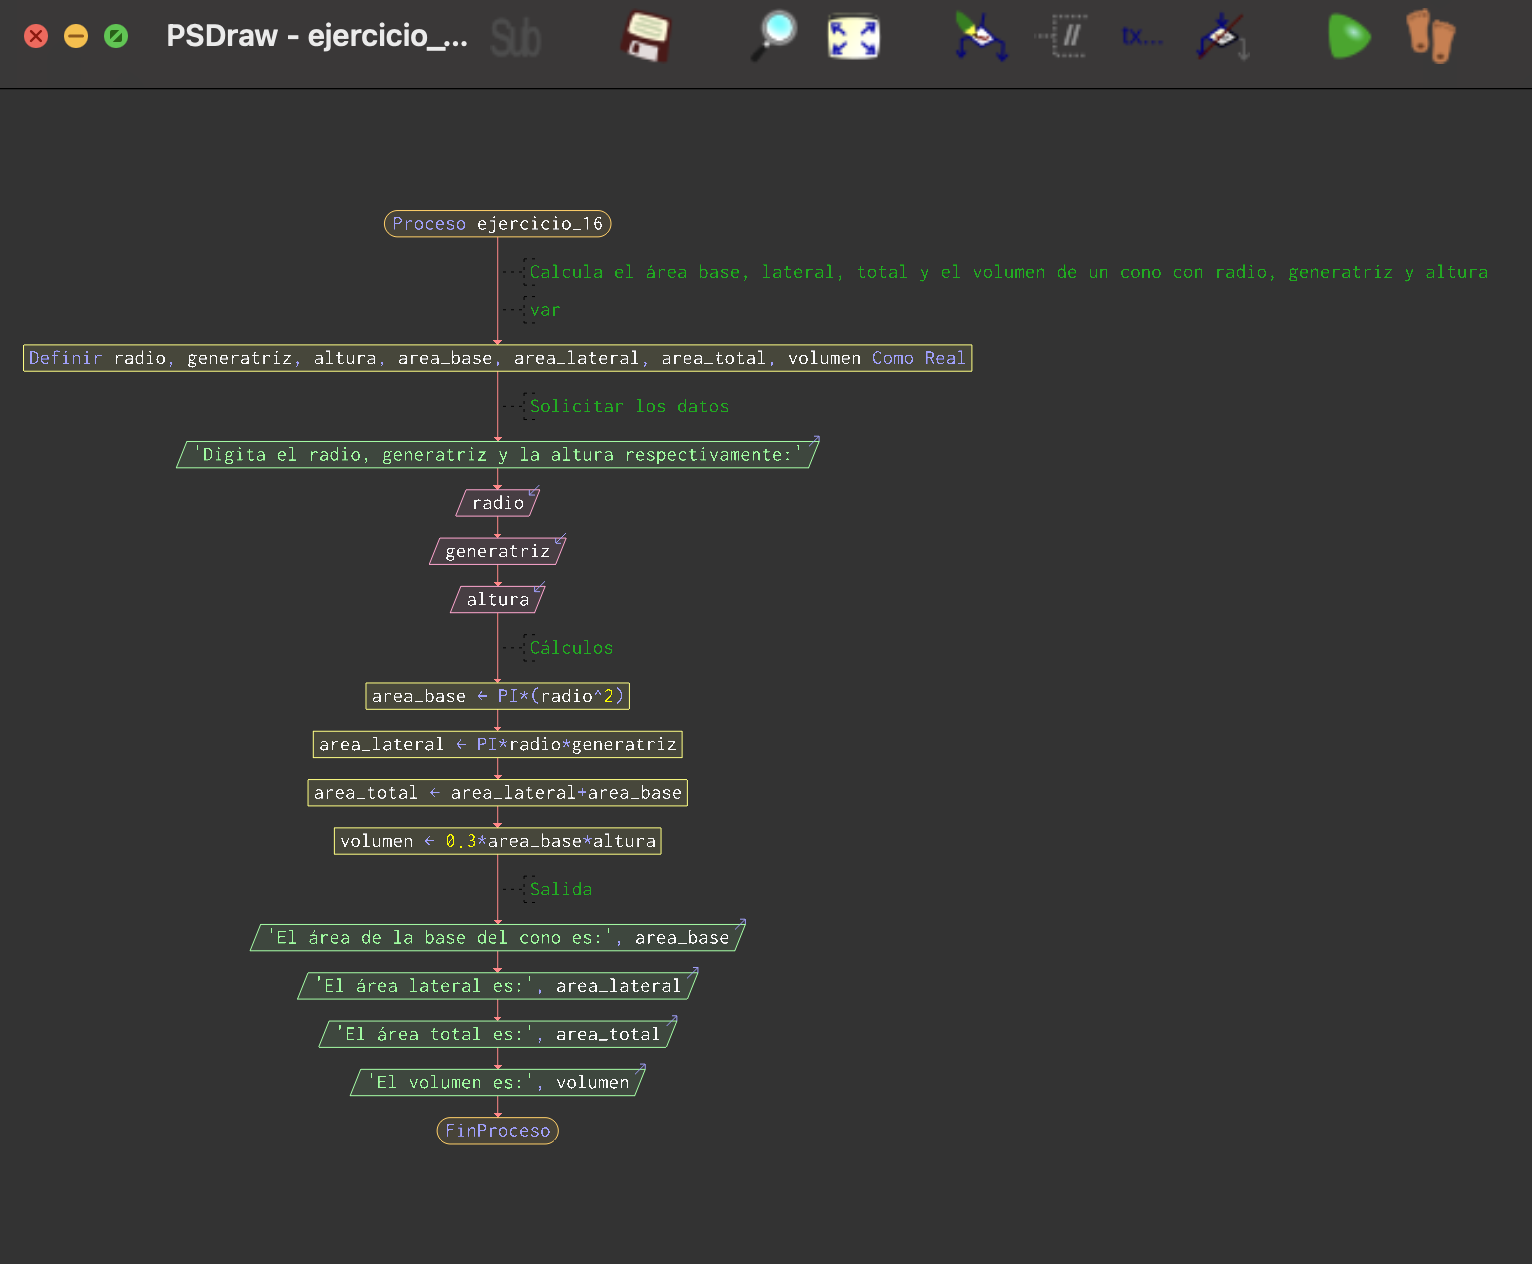 PSDraw - ejercicio_...
Sub
//
tx...
Proceso ejercicio_16
Calcula el área base, lateral, total y el volumen de un cono con radio, generatriz y altura
var
Definir radio, generatriz, altura, area_base, area_lateral, area_total, volumen Como Real
Solicitar los datos
'Digita el radio, generatriz y la altura respectivamente:'
radio
generatriz
altura
Cálculos
area_base ← PI*(radio^2)
area_lateral ← PI*radio*generatriz
area_total ← area_lateral+area_base
volumen ← 0.3*area_base*altura
Salida
'El área de la base del cono es:', area_base
'El área lateral es:', area_lateral
'El área total es:', area_total
'El volumen es:', volumen
FinProceso